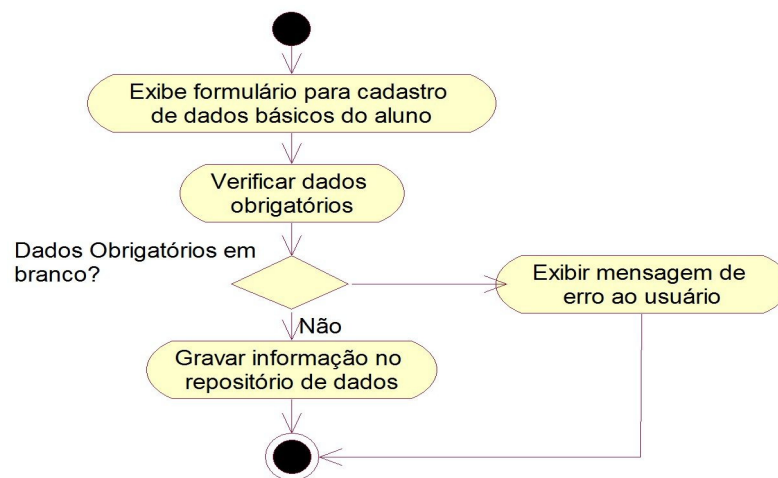 Exibe formulário para cadastro
de dados básicos do aluno
Verificar dados
obrigatórios
Dados Obrigatórios em
branco?
Exibir mensagem de
erro ao usuário
Não
Gravar informação no
repositório de dados